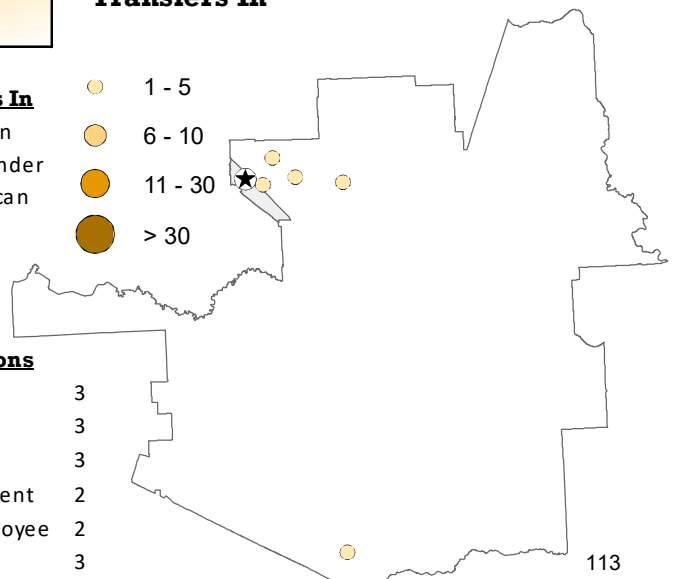 Transfers In
s In
n
nder
can
1 - 5
6 - 10
11 - 30
> 30
ons
3
3
3
ent 2
oyee 2
3
113